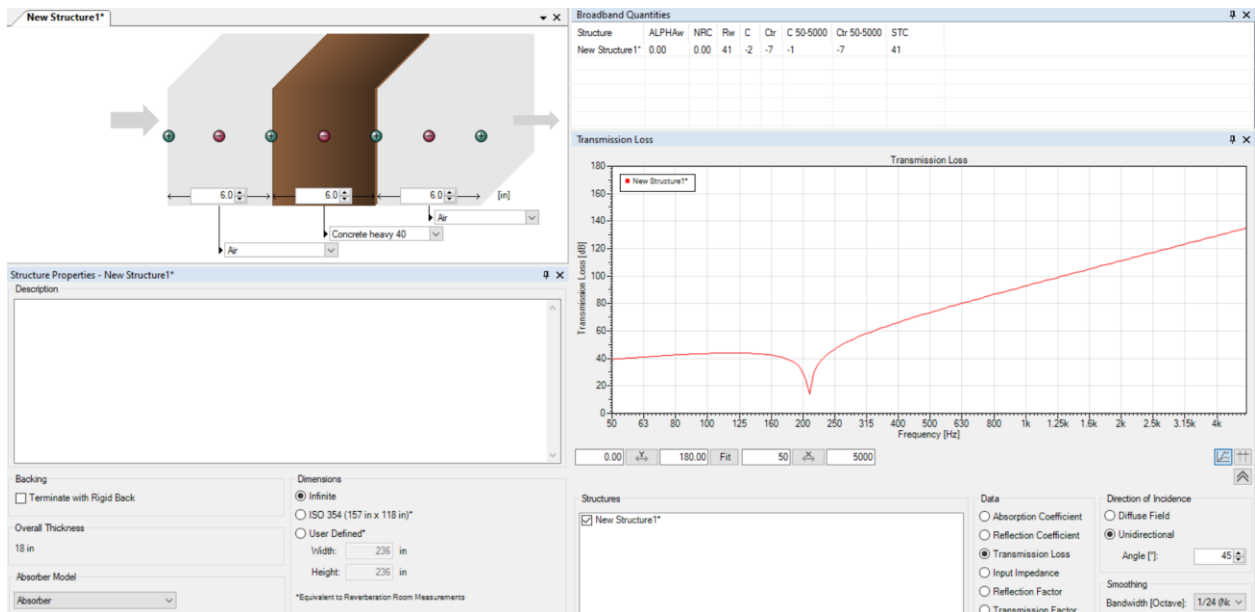 New Structure1*
6.0
6.0
6.0
[in]
Air
Concrete heavy 40
Air
Structure Properties - New Structure1*
Description
Backing
Terminate with Rigid Back
Overall Thickness
18 in
Absorber Model
Absorber
Dimensions
Infinite
ISO 354 (157 in x 118 in)*
User Defined*
Width: 236 in
Height: 236 in
*Equivalent to Reverberation Room Measurements
Broadband Quantities
Structure ALPHAw NRC Rw C Ctr C 50-5000 Ctr 50-5000 STC
New Structure1* 0.00 0.00 41 -2 -7 -1 -7 41
Transmission Loss
Transmission Loss
New Structure1*
Transmission Loss [dB]
180
160
140
120
100
80
60
40
20
0
50 63 80 100 125 160 200 250 315 400 500 630 800 1k 1.25k 1.6k 2k 2.5k 3.15k 4k
Frequency [Hz]
0.00 Y 180.00 Fit 50 X 5000
Structures
New Structure1*
Data
Absorption Coefficient
Reflection Coefficient
Transmission Loss
Input Impedance
Reflection Factor
Transmission Factor
Direction of Incidence
Diffuse Field
Unidirectional
Angle [°]: 45
Smoothing
Bandwidth [Octave]: 1/24 (Nc